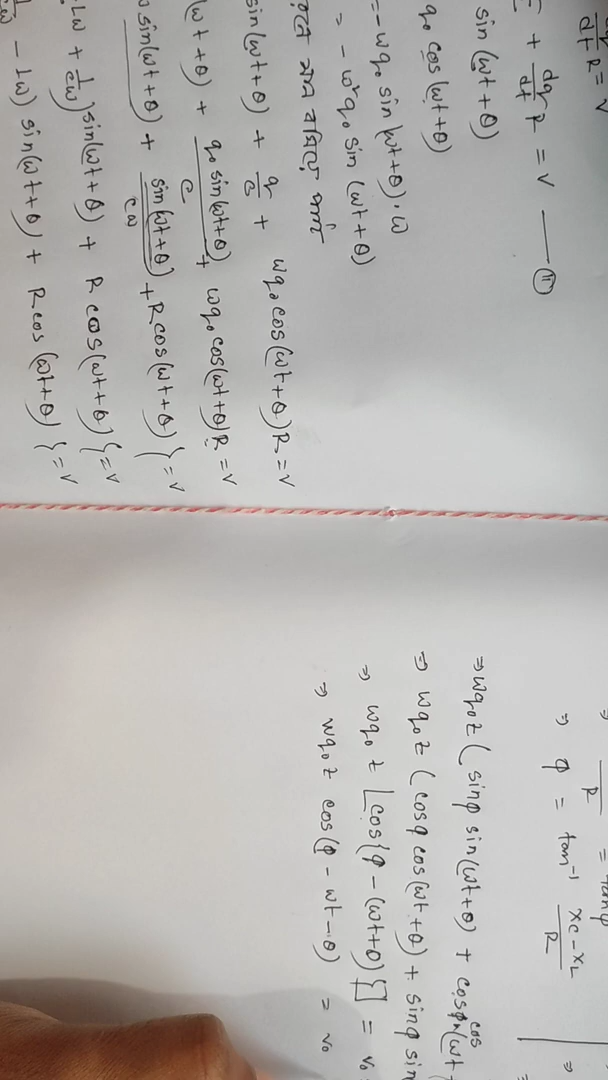 R = v
+ dq/dt R = v —— (ii)
sin (ωt + θ)
q₀ cos (ωt + θ)
= - ωq₀ sin (ωt + θ) · ω
= - ω²q₀ sin (ωt + θ)
মান
sin (ωt + θ) + q/c + ωq₀ cos (ωt + θ) R = v
(ωt + θ) + q₀ sin (ωt + θ)/c + ωq₀ cos (ωt + θ) R = v
sin (ωt + θ) + sin (ωt + θ)/cω + R cos (ωt + θ) } = v
Lω + 1/cω) sin (ωt + θ) + R cos (ωt + θ) } = v
- Lω) sin (ωt + θ) + R cos (ωt + θ) } = v
⇒ /R = tanφ
⇒ φ = tan⁻¹ xc - xL/R ⇒
⇒ ωq₀ z ( sinφ sin (ωt + θ) + cosφ cos (ωt
⇒ ωq₀ z ( cosφ cos (ωt + θ) + sinφ sin
⇒ ωq₀ z [cos {φ - (ωt + θ) }] = v₀
⇒ ωq₀ z cos (φ - ωt - θ) = v₀